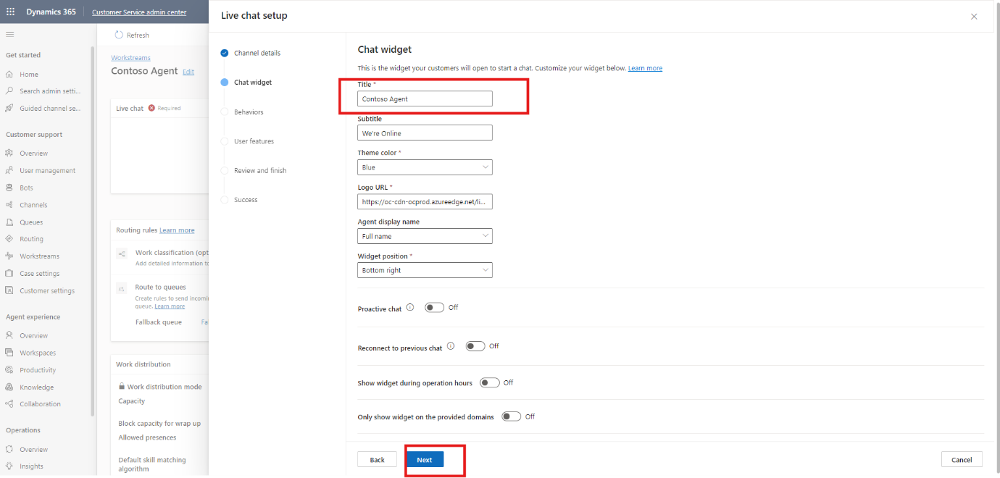 Dynamics 365
Customer Service admin center
Get started
Home
Search admin setti...
Guided channel se...
Customer support
Overview
User management
Bots
Channels
Queues
Routing
Workstreams
Case settings
Customer settings
Agent experience
Overview
Workspaces
Productivity
Knowledge
Collaboration
Operations
Overview
Insights
Refresh
Workstreams
Contoso Agent Edit
Live chat Required
Routing rules Learn more
Work classification (opt
Add detailed information to
Route to queues
Create rules to send incomi
queue. Learn more
Fallback queue Fa
Work distribution
Work distribution mode
Capacity
Block capacity for wrap up
Allowed presences
Default skill matching
algorithm
Live chat setup
Channel details
Chat widget
Behaviors
User features
Review and finish
Success
Chat widget
This is the widget your customers will open to start a chat. Customize your widget below. Learn more
Title *
Contoso Agent
Subtitle
We're Online
Theme color *
Blue
Logo URL *
https://oc-cdn-ocprod.azureedge.net/li...
Agent display name
Full name
Widget position *
Bottom right
Proactive chat Off
Reconnect to previous chat Off
Show widget during operation hours Off
Only show widget on the provided domains Off
Back Next Cancel